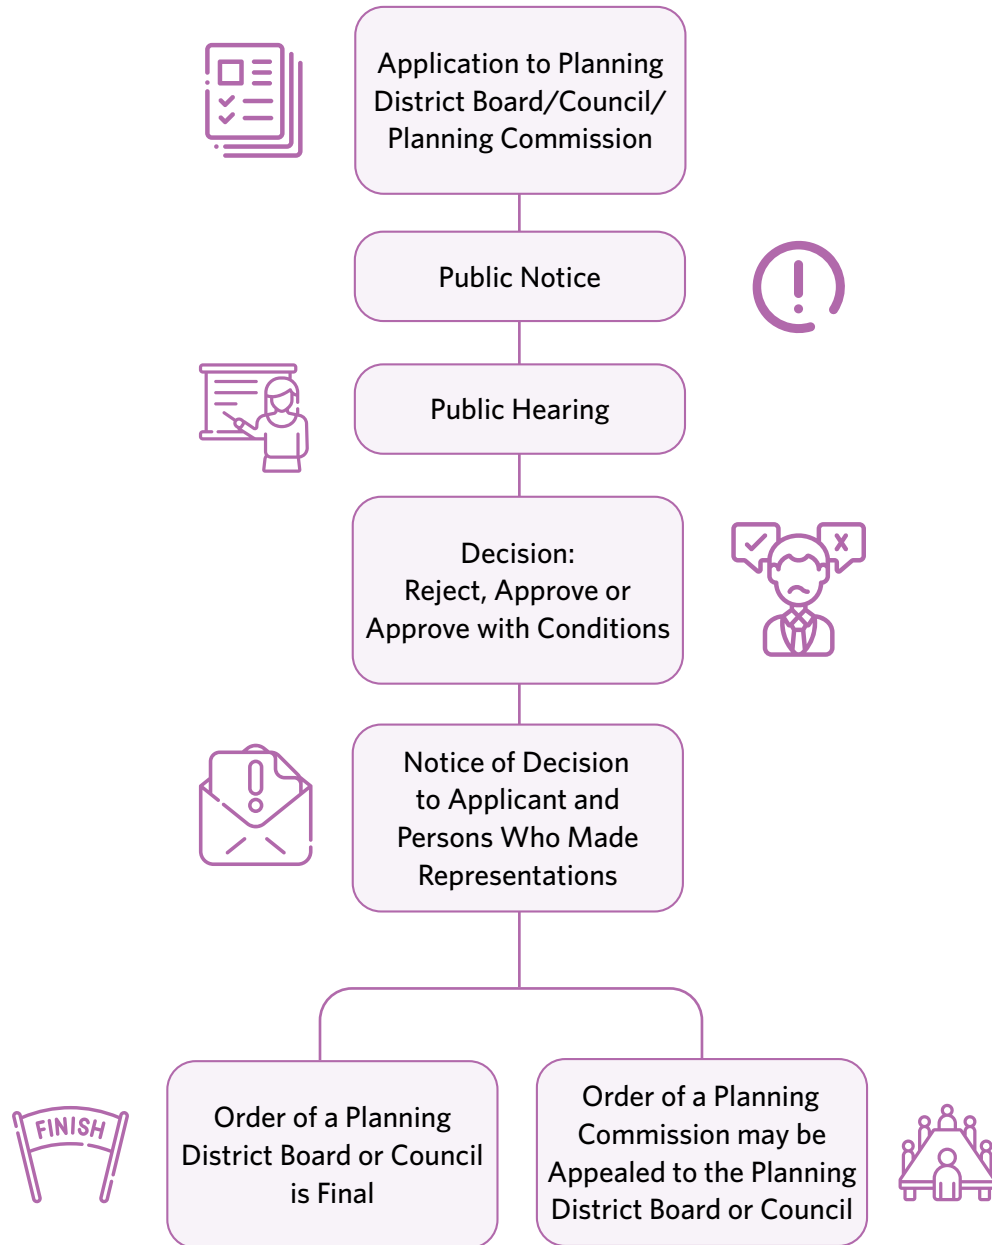 Application to Planning
District Board/Council/
Planning Commission
Public Notice
Public Hearing
Decision:
Reject, Approve or
Approve with Conditions
Notice of Decision
to Applicant and
Persons Who Made
Representations
FINISH
Order of a Planning
District Board or Council
is Final
Order of a Planning
Commission may be
Appealed to the Planning
District Board or Council